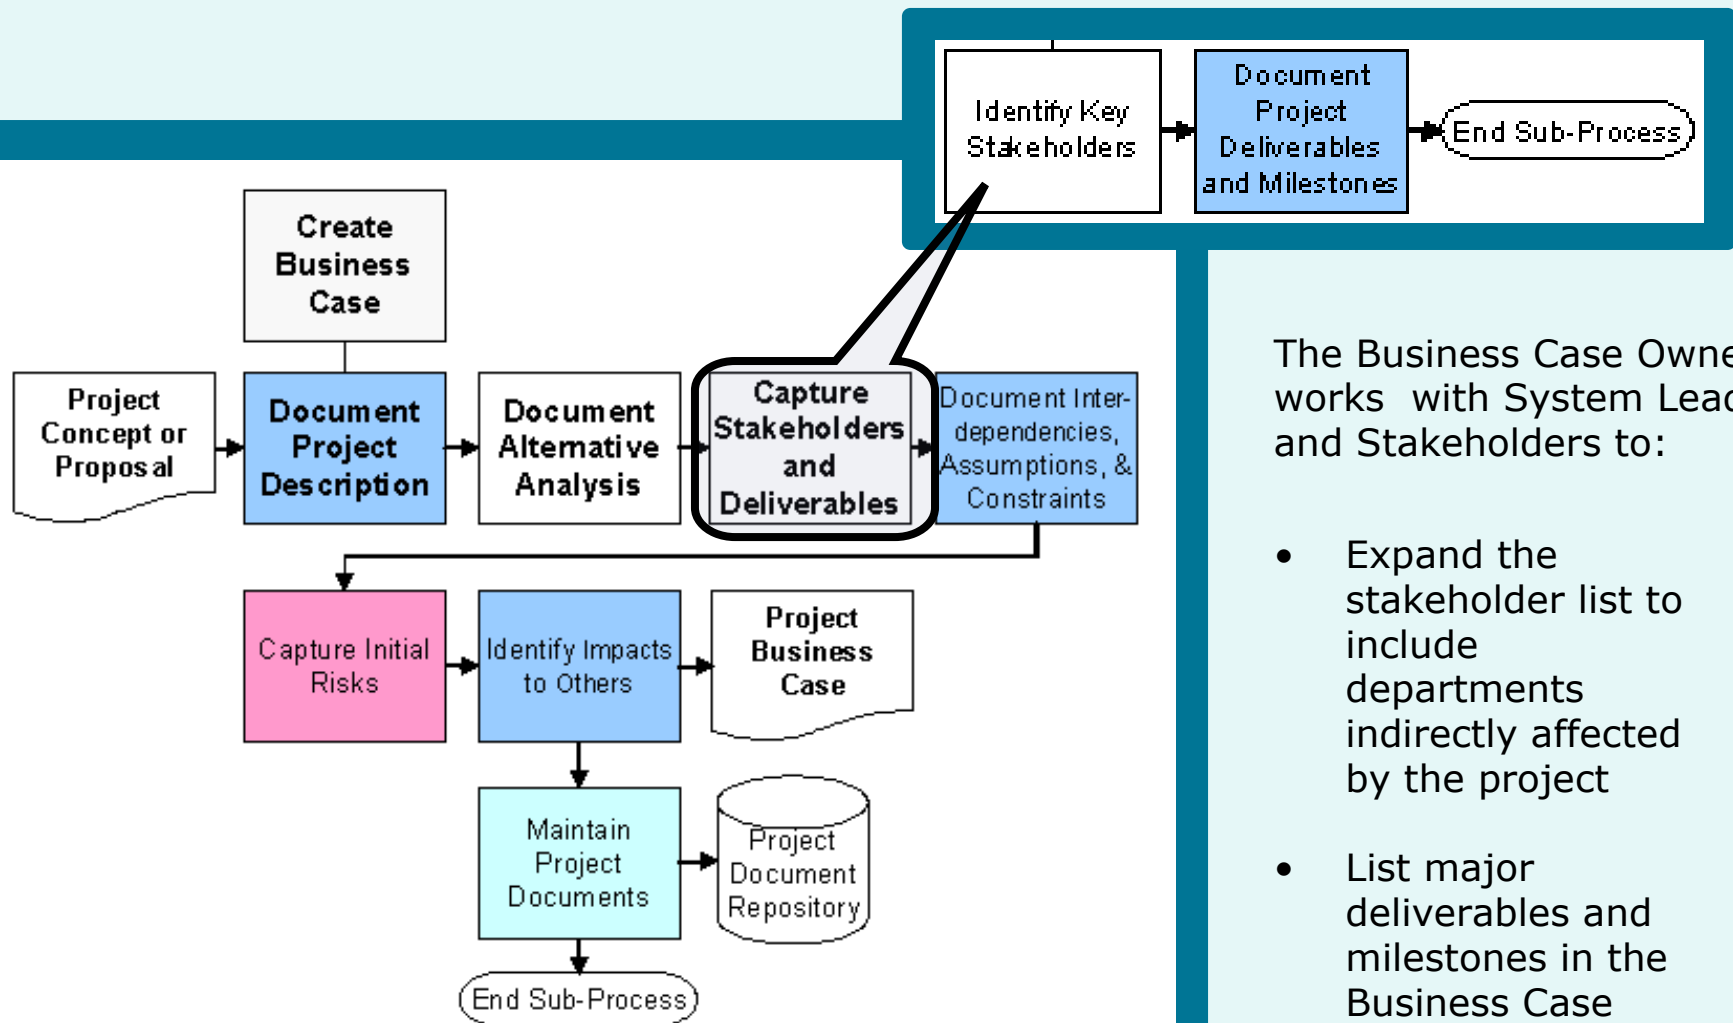 Identify Key
Stakeholders
Document
Project
Deliverables
and Milestones
End Sub-Process
Create
Business
Case
Project
Concept or
Proposal
Document
Project
Description
Document
Alternative
Analysis
Capture
Stakeholders
and
Deliverables
Document Inter-
dependencies,
Assumptions, &
Constraints
Capture Initial
Risks
Identify Impacts
to Others
Project
Business
Case
Maintain
Project
Documents
Project
Document
Repository
End Sub-Process
The Business Case Owne
works with System Lead
and Stakeholders to:
• Expand the
stakeholder list to
include
departments
indirectly affected
by the project
• List major
deliverables and
milestones in the
Business Case